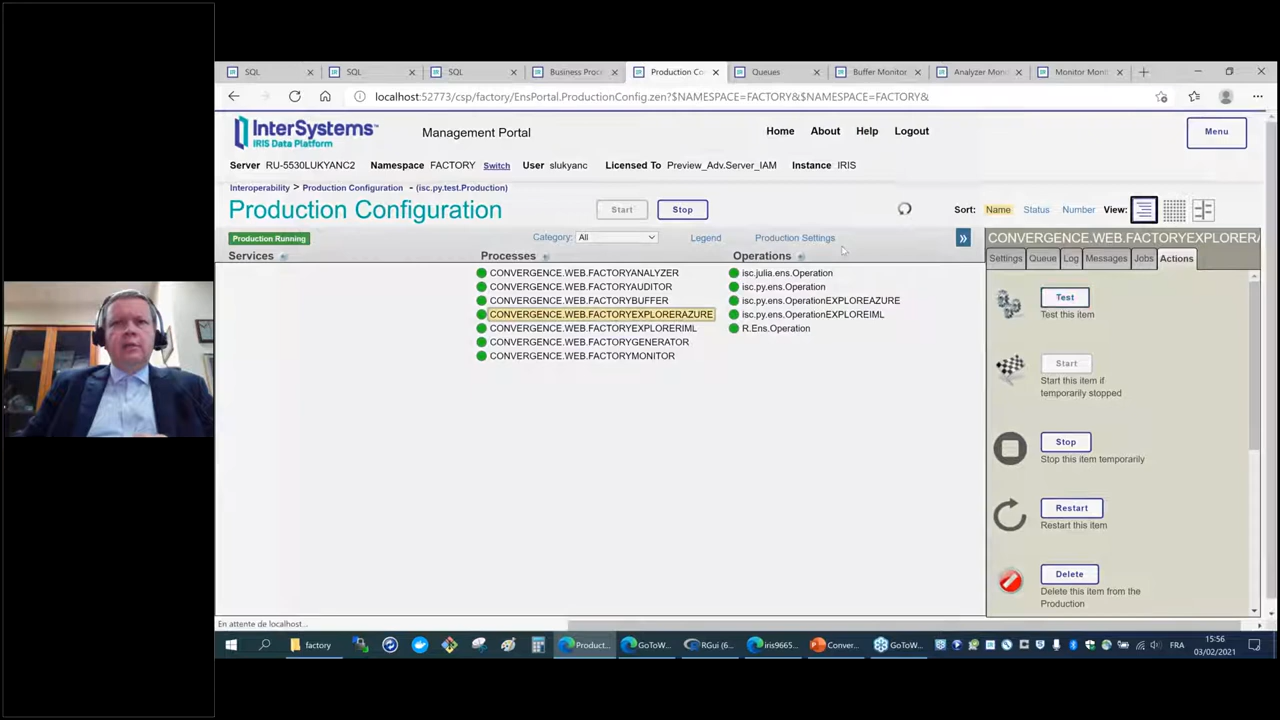 SQL
SQL
SQL
Business Proce
Production Co
Queues
Buffer Monitor
Analyzer Moni
Monitor Monit
localhost:52773/csp/factory/EnsPortal.ProductionConfig.zen?$NAMESPACE=FACTORY&$NAMESPACE=FACTORY&
InterSystems
IRIS Data Platform
Management Portal
Home About Help Logout
Menu
Server RU-5530LUKYANC2 Namespace FACTORY Switch User slukyanc Licensed To Preview_Adv.Server_IAM Instance IRIS
Interoperability > Production Configuration - (isc.py.test.Production)
Production Configuration
Start
Stop
Sort: Name Status Number View:
Production Running
Category: All
Legend
Production Settings
Services
Processes
CONVERGENCE.WEB.FACTORYANALYZER
CONVERGENCE.WEB.FACTORYAUDITOR
CONVERGENCE.WEB.FACTORYBUFFER
CONVERGENCE.WEB.FACTORYEXPLORERAZURE
CONVERGENCE.WEB.FACTORYEXPLORERIML
CONVERGENCE.WEB.FACTORYGENERATOR
CONVERGENCE.WEB.FACTORYMONITOR
Operations
isc.julia.ens.Operation
isc.py.ens.Operation
isc.py.ens.OperationEXPLOREAZURE
isc.py.ens.OperationEXPLOREIML
R.Ens.Operation
CONVERGENCE.WEB.FACTORYEXPLORERA
Settings Queue Log Messages Jobs Actions
Test
Test this item
Start
Start this item if
temporarily stopped
Stop
Stop this item temporarily
Restart
Restart this item
Delete
Delete this item from the
Production
En attente de localhost...
factory
Product...
GoToW...
RGui (6...
iris9665...
Conver...
GoToW...
FRA
15:56
03/02/2021